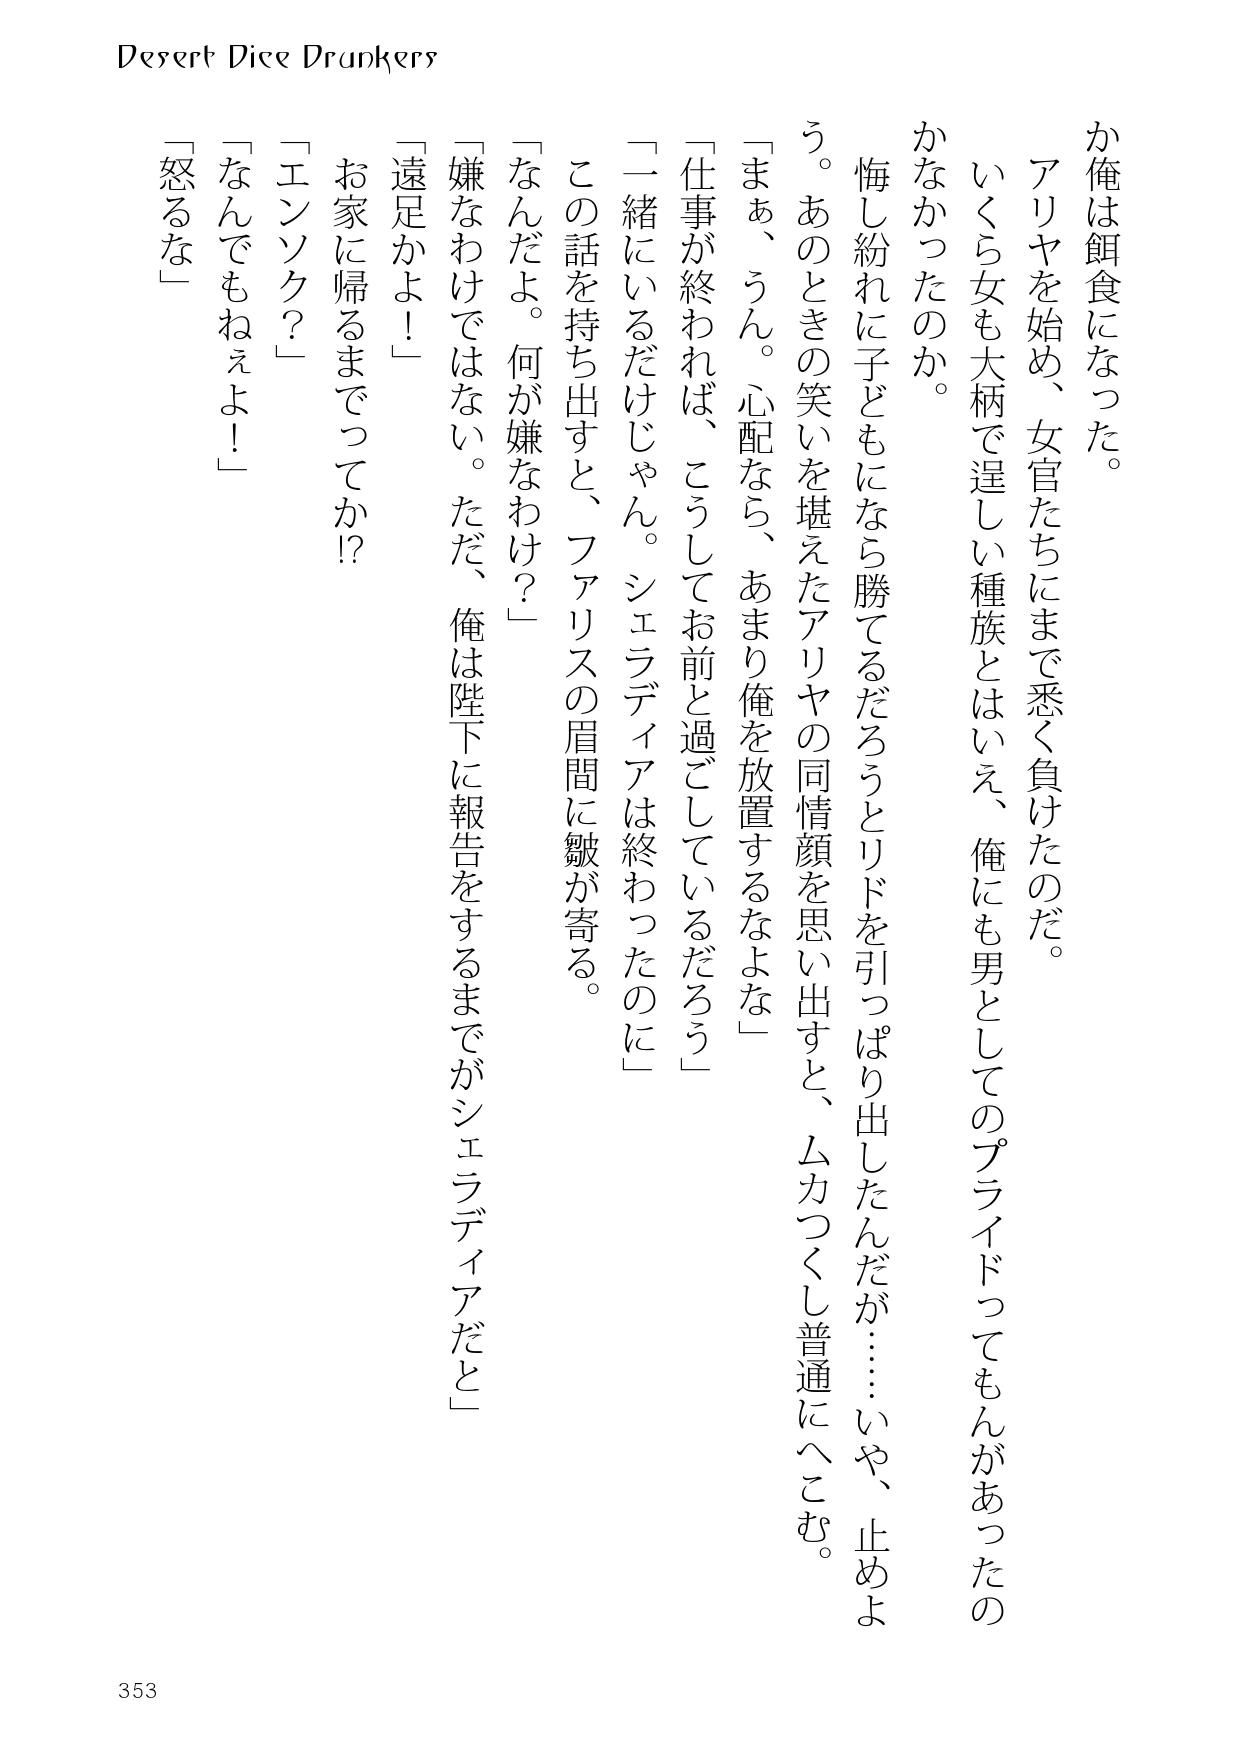 Desert Dice Drunkers
か俺は餌食になった。
　アリヤを始め、女官たちにまで悉く負けたのだ。
　いくら女も大柄で逞しい種族とはいえ、俺にも男としてのプライドってもんがあったの
かなかったのか。
　悔し紛れに子どもになら勝てるだろうとリドを引っぱり出したんだが……いや、止めよ
う。あのときの笑いを堪えたアリヤの同情顔を思い出すと、ムカつくし普通にへこむ。
「まぁ、うん。心配なら、あまり俺を放置するなよな」
「仕事が終われば、こうしてお前と過ごしているだろう」
「一緒にいるだけじゃん。シェラディアは終わったのに」
　この話を持ち出すと、ファリスの眉間に皺が寄る。
「なんだよ。何が嫌なわけ？」
「嫌なわけではない。ただ、俺は陛下に報告をするまでがシェラディアだと」
「遠足かよ！」
　お家に帰るまでってか!?
「エンソク？」
「なんでもねぇよ！」
「怒るな」
353